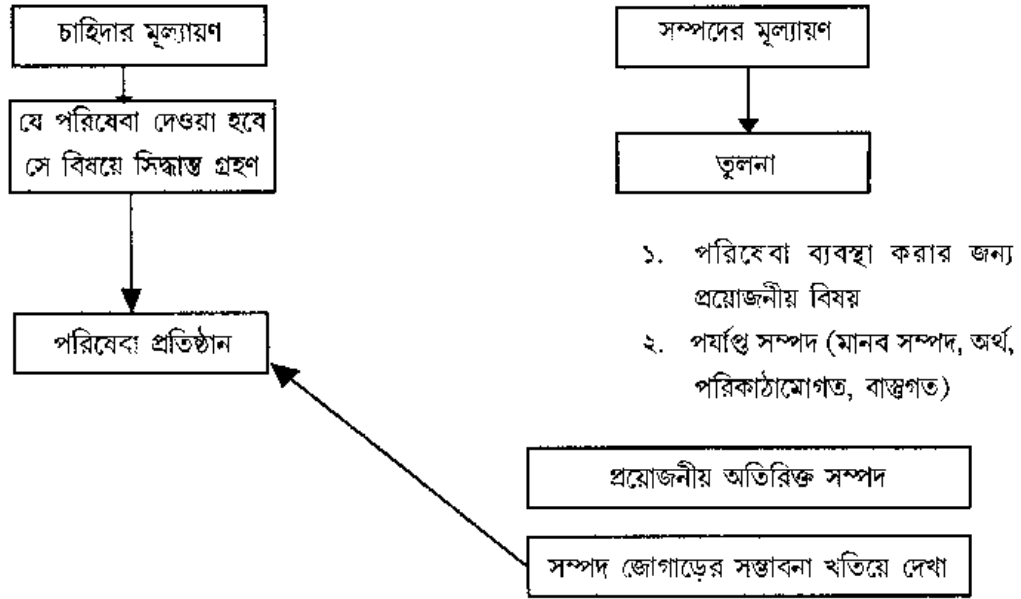 চাহিদার মূল্যায়ণ
যে পরিষেবা দেওয়া হবে
সে বিষয়ে সিদ্ধান্ত গ্রহণ
পরিষেবা প্রতিষ্ঠান
সম্পদের মূল্যায়ণ
তুলনা
১. পরিষেবা ব্যবস্থা করার জন্য
প্রয়োজনীয় বিষয়
২. পর্যাপ্ত সম্পদ (মানব সম্পদ, অর্থ,
পরিকাঠামোগত, বাস্তুগত)
প্রয়োজনীয় অতিরিক্ত সম্পদ
সম্পদ জোগাড়ের সম্ভাবনা খতিয়ে দেখা